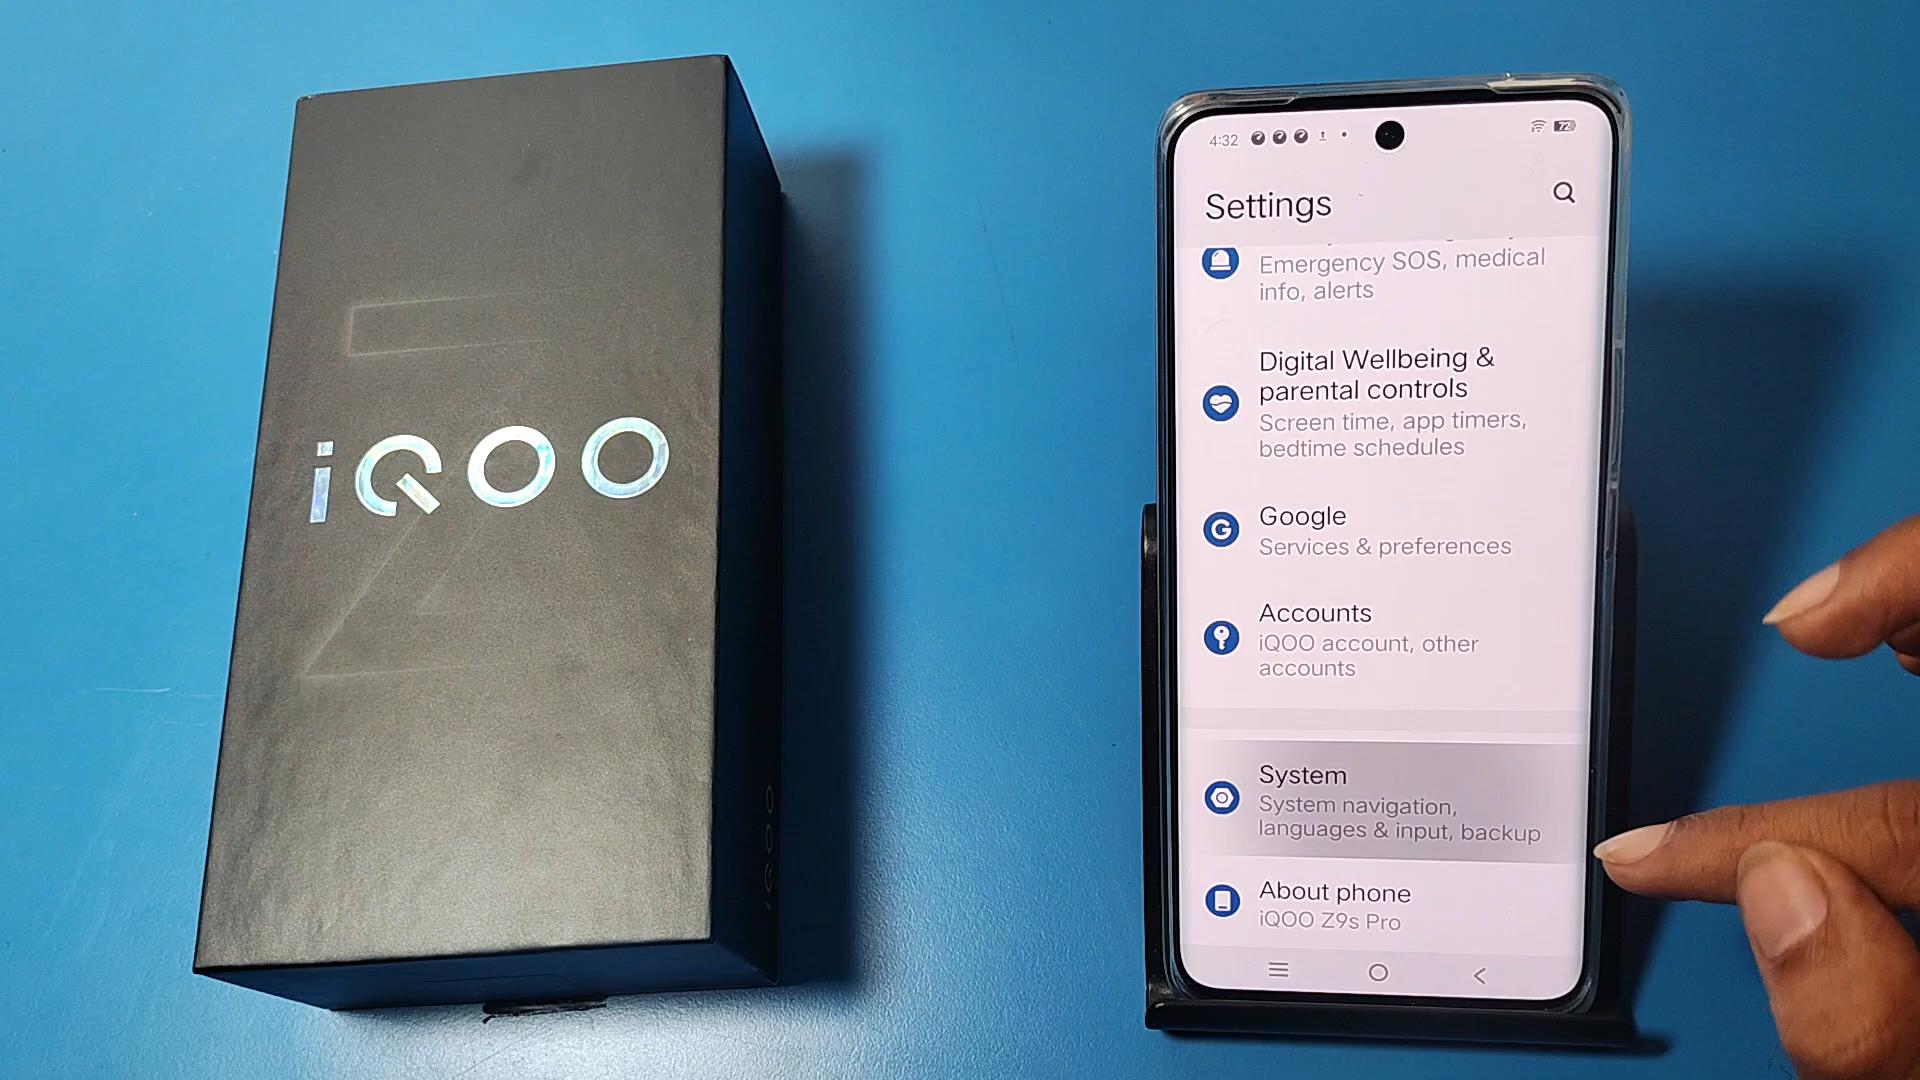 iQOO
iQOO
4:32
72
Settings
Emergency SOS, medical
info, alerts
Digital Wellbeing &
parental controls
Screen time, app timers,
bedtime schedules
Google
Services & preferences
Accounts
iQOO account, other
accounts
System
System navigation,
languages & input, backup
About phone
iQOO Z9s Pro